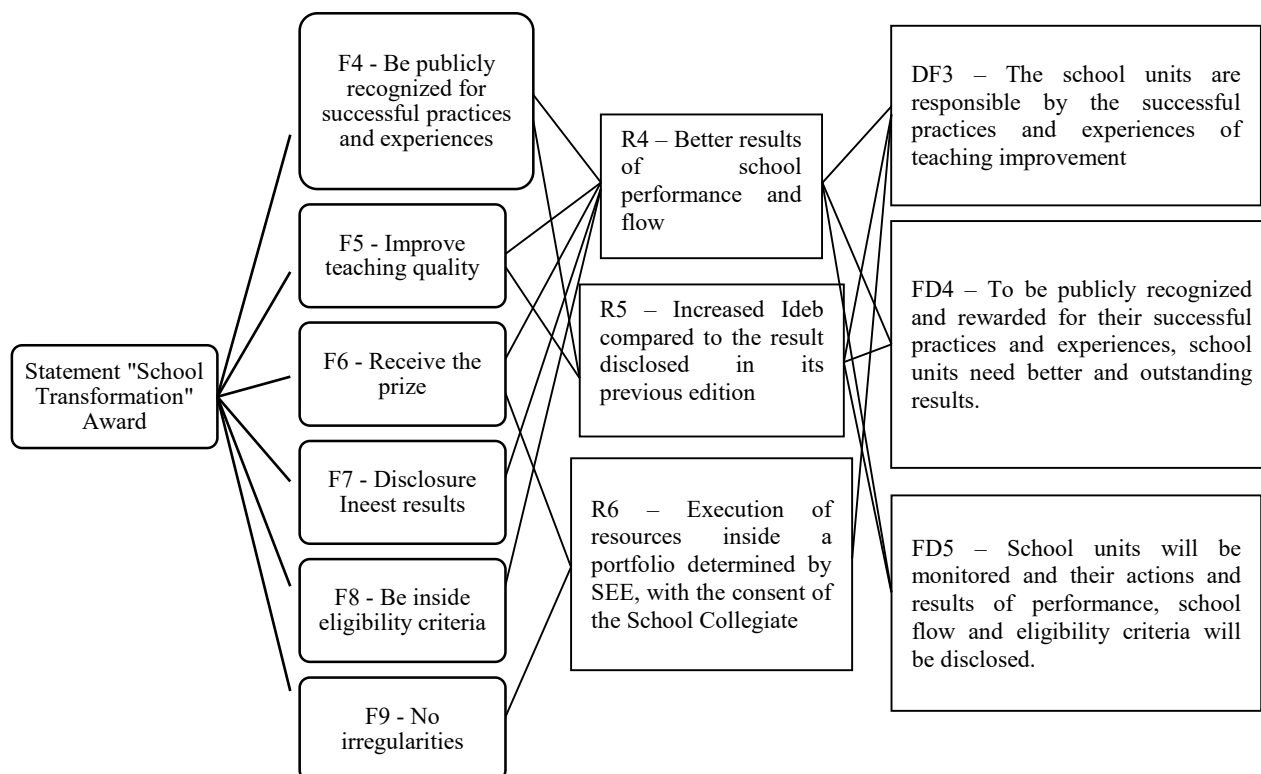 Statement "School
Transformation"
Award
F4 - Be publicly
recognized for
successful practices
and experiences
F5 - Improve
teaching quality
F6 - Receive the
prize
F7 - Disclosure
Ineest results
F8 - Be inside
eligibility criteria
F9 - No
irregularities
R4 – Better results
of school
performance and
flow
R5 – Increased Ideb
compared to the result
disclosed in its
previous edition
R6 – Execution of
resources inside a
portfolio determined by
SEE, with the consent of
the School Collegiate
DF3 – The school units are
responsible by the successful
practices and experiences of
teaching improvement
FD4 – To be publicly recognized
and rewarded for their successful
practices and experiences, school
units need better and outstanding
results.
FD5 – School units will be
monitored and their actions and
results of performance, school
flow and eligibility criteria will
be disclosed.